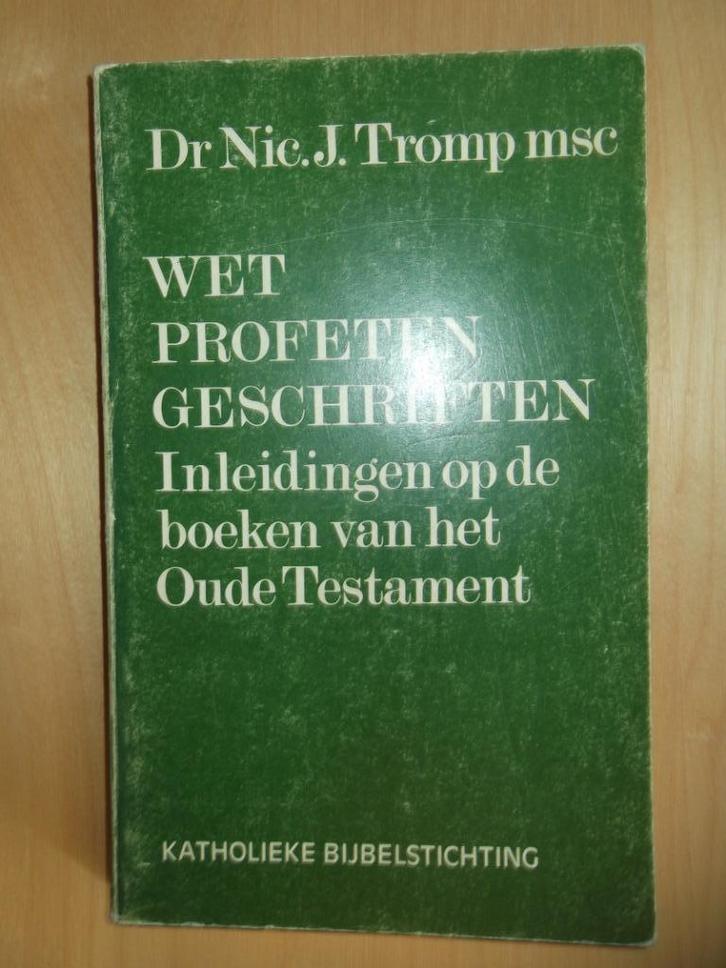 Dr Nic. J. Tromp msc
WET
PROFETEN
GESCHRIFTEN
Inleidingen op de
boeken van het
Oude Testament
KATHOLIEKE BIJBELSTICHTING